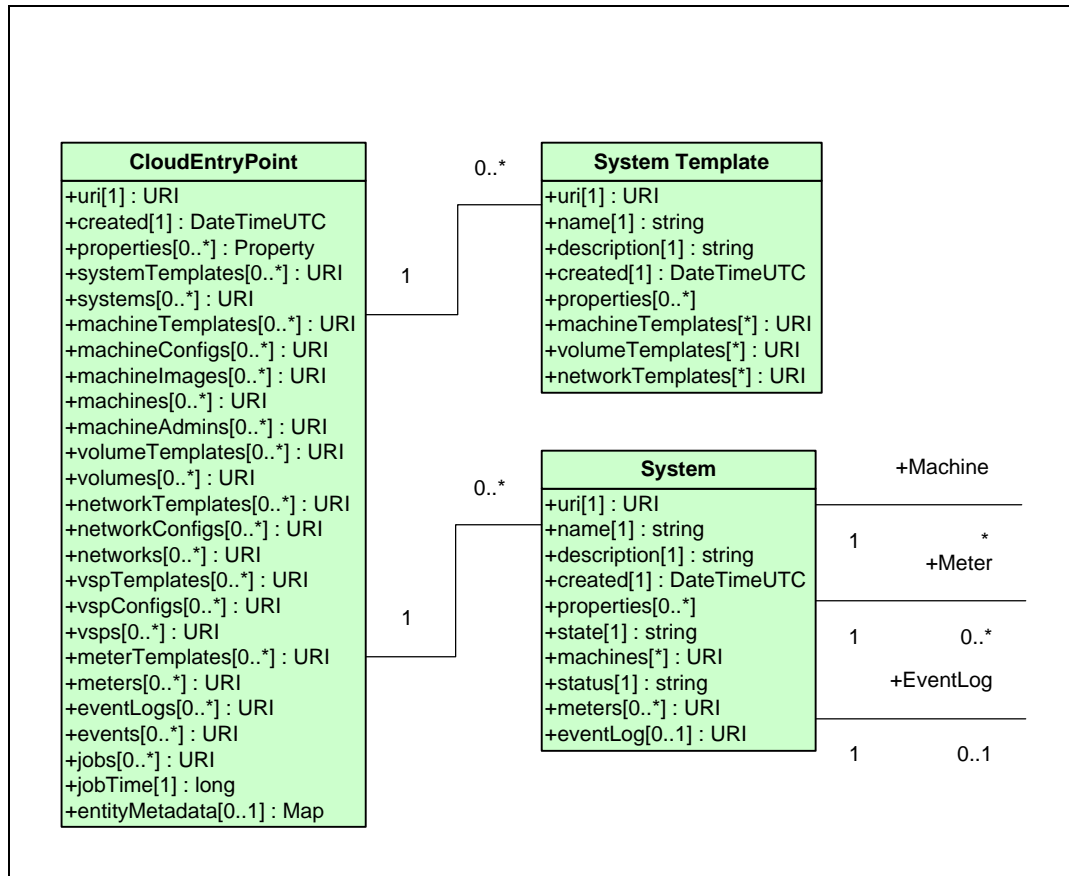 CloudEntryPoint
+uri[1] : URI
+created[1] : DateTimeUTC
+properties[0..*] : Property
+systemTemplates[0..*] : URI
+systems[0..*] : URI
+machineTemplates[0..*] : URI
+machineConfigs[0..*] : URI
+machineImages[0..*] : URI
+machines[0..*] : URI
+machineAdmins[0..*] : URI
+volumeTemplates[0..*] : URI
+volumes[0..*] : URI
+networkTemplates[0..*] : URI
+networkConfigs[0..*] : URI
+networks[0..*] : URI
+vspTemplates[0..*] : URI
+vspConfigs[0..*] : URI
+vsps[0..*] : URI
+meterTemplates[0..*] : URI
+meters[0..*] : URI
+eventLogs[0..*] : URI
+events[0..*] : URI
+jobs[0..*] : URI
+jobTime[1] : long
+entityMetadata[0..1] : Map
0..*
1
System Template
+uri[1] : URI
+name[1] : string
+description[1] : string
+created[1] : DateTimeUTC
+properties[0..*]
+machineTemplates[*] : URI
+volumeTemplates[*] : URI
+networkTemplates[*] : URI
0..*
1
System
+uri[1] : URI
+name[1] : string
+description[1] : string
+created[1] : DateTimeUTC
+properties[0..*]
+state[1] : string
+machines[*] : URI
+status[1] : string
+meters[0..*] : URI
+eventLog[0..1] : URI
+Machine
1 *
+Meter
1 0..*
+EventLog
1 0..1